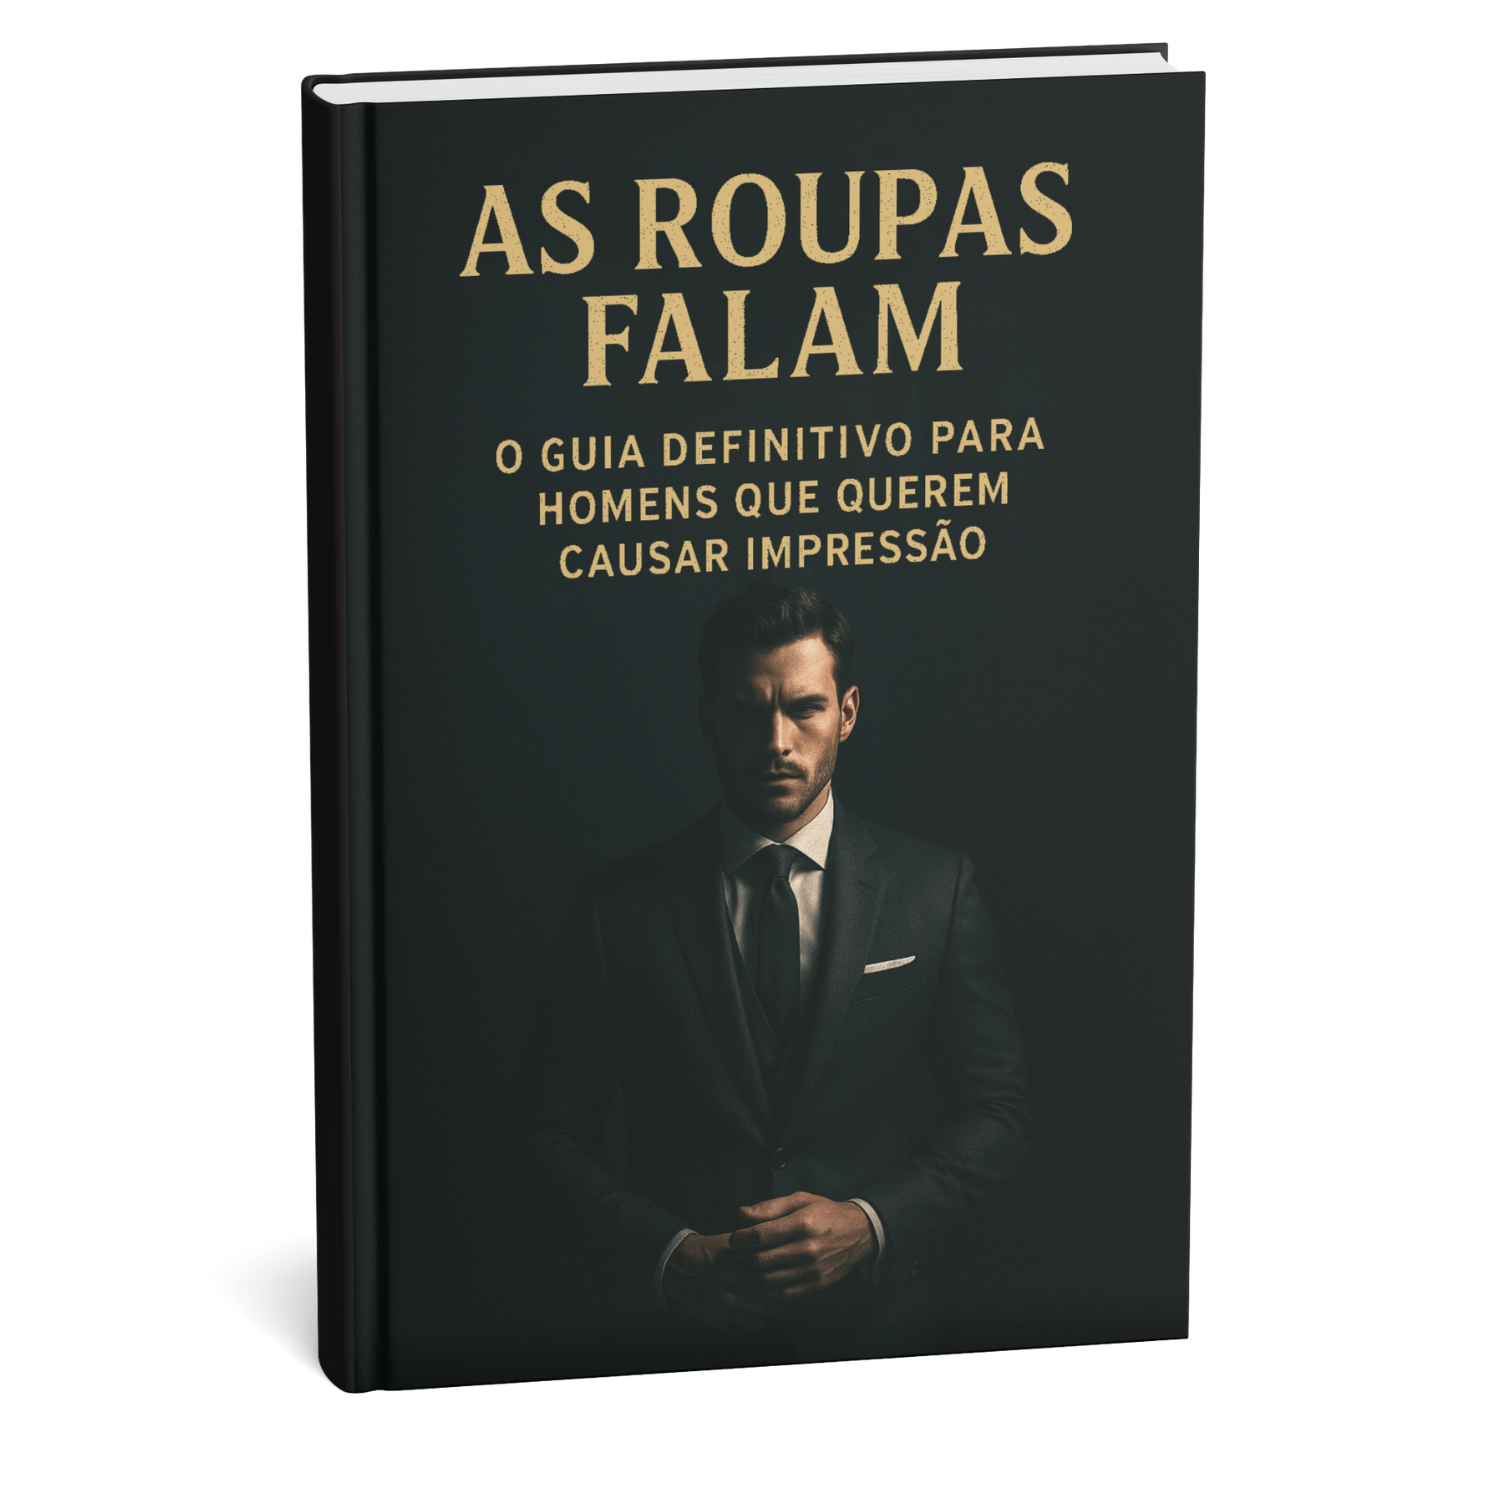 AS ROUPAS
FALAM
O GUIA DEFINITIVO PARA
HOMENS QUE QUEREM
CAUSAR IMPRESSÃO